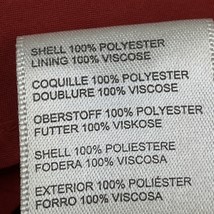 SHELL 100% POLYESTER
LINING 100% VISCOSE
COQUILLE 100% POLYESTER
DOUBLURE 100% VISCOSE
OBERSTOFF 100% POLYESTER
FUTTER 100% VISKOSE
SHELL 100% POLIESTERE
FODERA 100% VISCOSA
EXTERIOR 100% POLIÉSTER
FORRO 100% VISCOSA